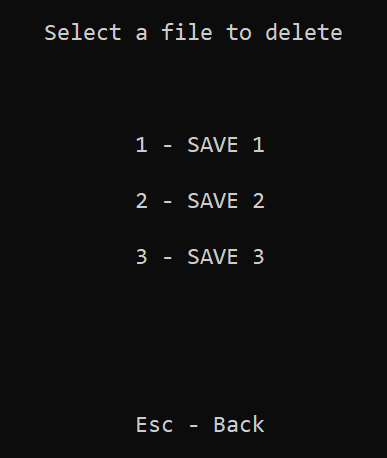 Select a file to delete
1 - SAVE 1
2 - SAVE 2
3 - SAVE 3
Esc - Back